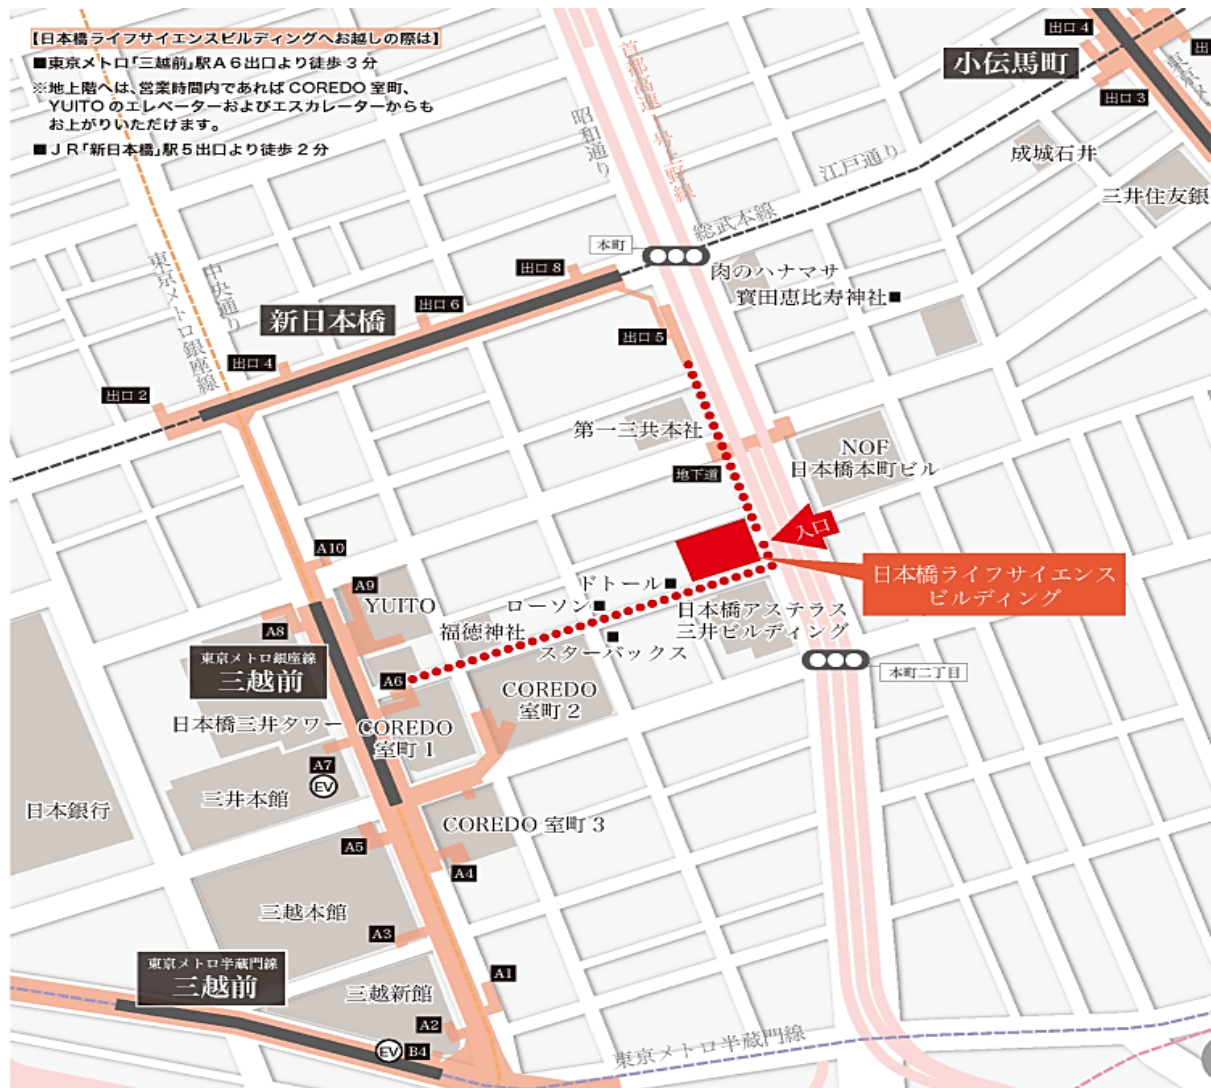 【日本橋ライフサイエンスビルディングへお越しの際は】
■東京メトロ「三越前」駅A6出口より徒歩3分
※地上階へは、営業時間内であればCOREDO室町、
YUITOのエレベーターおよびエスカレーターからも
お上がりいただけます。
■JR「新日本橋」駅5出口より徒歩2分
出口4
小伝馬町
出口3
成城石井
三井住友銀
首都高速一号上野線
昭和通り
江戸通り
総武本線
本町
肉のハナマサ
寳田恵比寿神社■
東京メトロ銀座線
中央通り
出口8
出口6
新日本橋
出口5
出口4
出口2
第一三共本社
地下道
NOF
日本橋本町ビル
入口
日本橋ライフサイエンス
ビルディング
A10
A9
YUITO
A8
ドトール■
ローソン■
福徳神社
■
スターバックス
日本橋アステラス
三井ビルディング
本町二丁目
東京メトロ銀座線
三越前
A6
COREDO
室町2
日本橋三井タワー
COREDO
室町1
A7
EV
三井本館
日本銀行
COREDO 室町3
A5
A4
三越本館
A3
東京メトロ半蔵門線
三越前
A1
三越新館
A2
EV
B4
東京メトロ半蔵門線